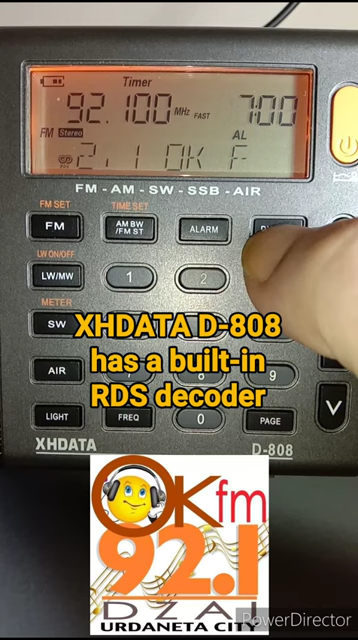 Timer
92.100 MHz FAST 7:00
FM Stereo AL
2.1 OK F
FM - AM - SW - SSB - AIR
FM SET TIME SET
FM AM BW /FM ST ALARM
LW ON/OFF
LW/MW 1 2
METER
SW
XHDATA D-808
has a built-in
RDS decoder
AIR 9
LIGHT FREQ 0 PAGE
XHDATA D-808
OK fm
92.1
DZAJ
URDANETA CITY
PowerDirector